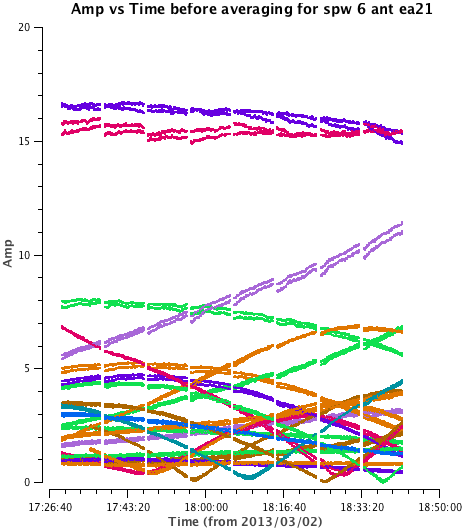 Amp vs Time before averaging for spw 6 ant ea21
20
15
10
5
0
Amp
17:26:40 17:43:20 18:00:00 18:16:40 18:33:20 18:50:00
Time (from 2013/03/02)